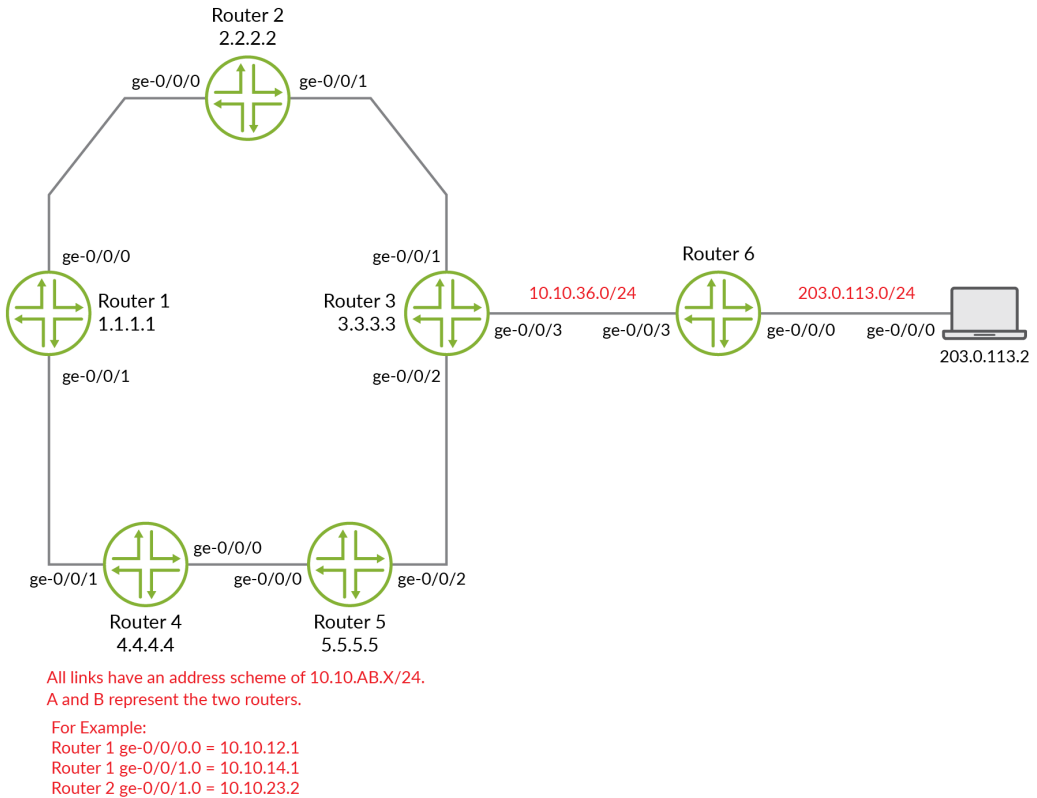 Router 2
2.2.2.2
ge-0/0/0
ge-0/0/1
ge-0/0/0
ge-0/0/1
Router 6
Router 1
1.1.1.1
Router 3
3.3.3.3
10.10.36.0/24
203.0.113.0/24
ge-0/0/3
ge-0/0/3
ge-0/0/0
ge-0/0/0
203.0.113.2
ge-0/0/1
ge-0/0/2
ge-0/0/0
ge-0/0/1
ge-0/0/0
ge-0/0/2
Router 4
4.4.4.4
Router 5
5.5.5.5
All links have an address scheme of 10.10.AB.X/24.
A and B represent the two routers.
For Example:
Router 1 ge-0/0/0.0 = 10.10.12.1
Router 1 ge-0/0/1.0 = 10.10.14.1
Router 2 ge-0/0/1.0 = 10.10.23.2